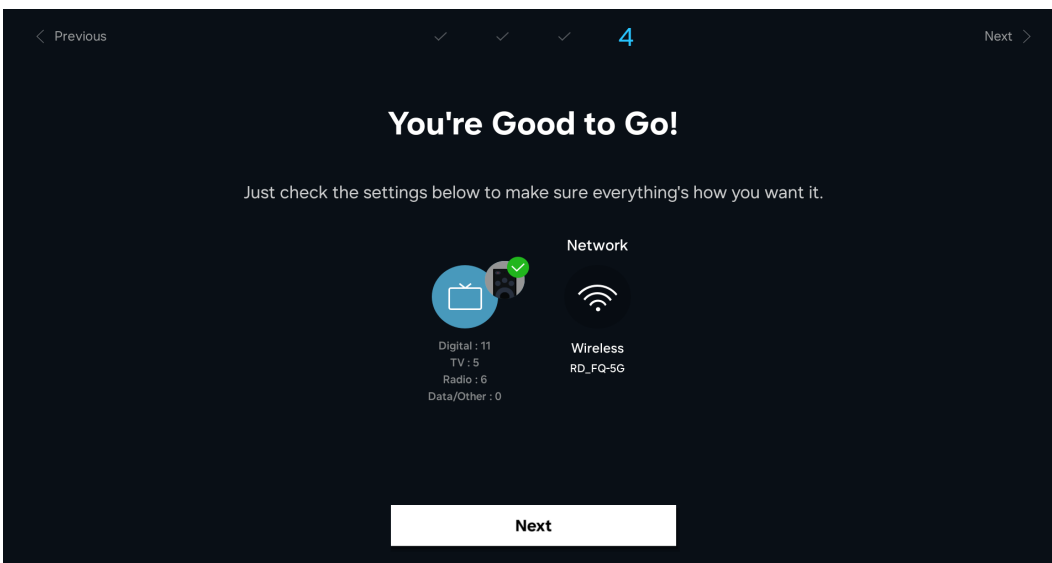 Previous
4
Next
You're Good to Go!
Just check the settings below to make sure everything's how you want it.
Digital : 11
TV : 5
Radio : 6
Data/Other : 0
Network
Wireless
RD_FQ-5G
Next